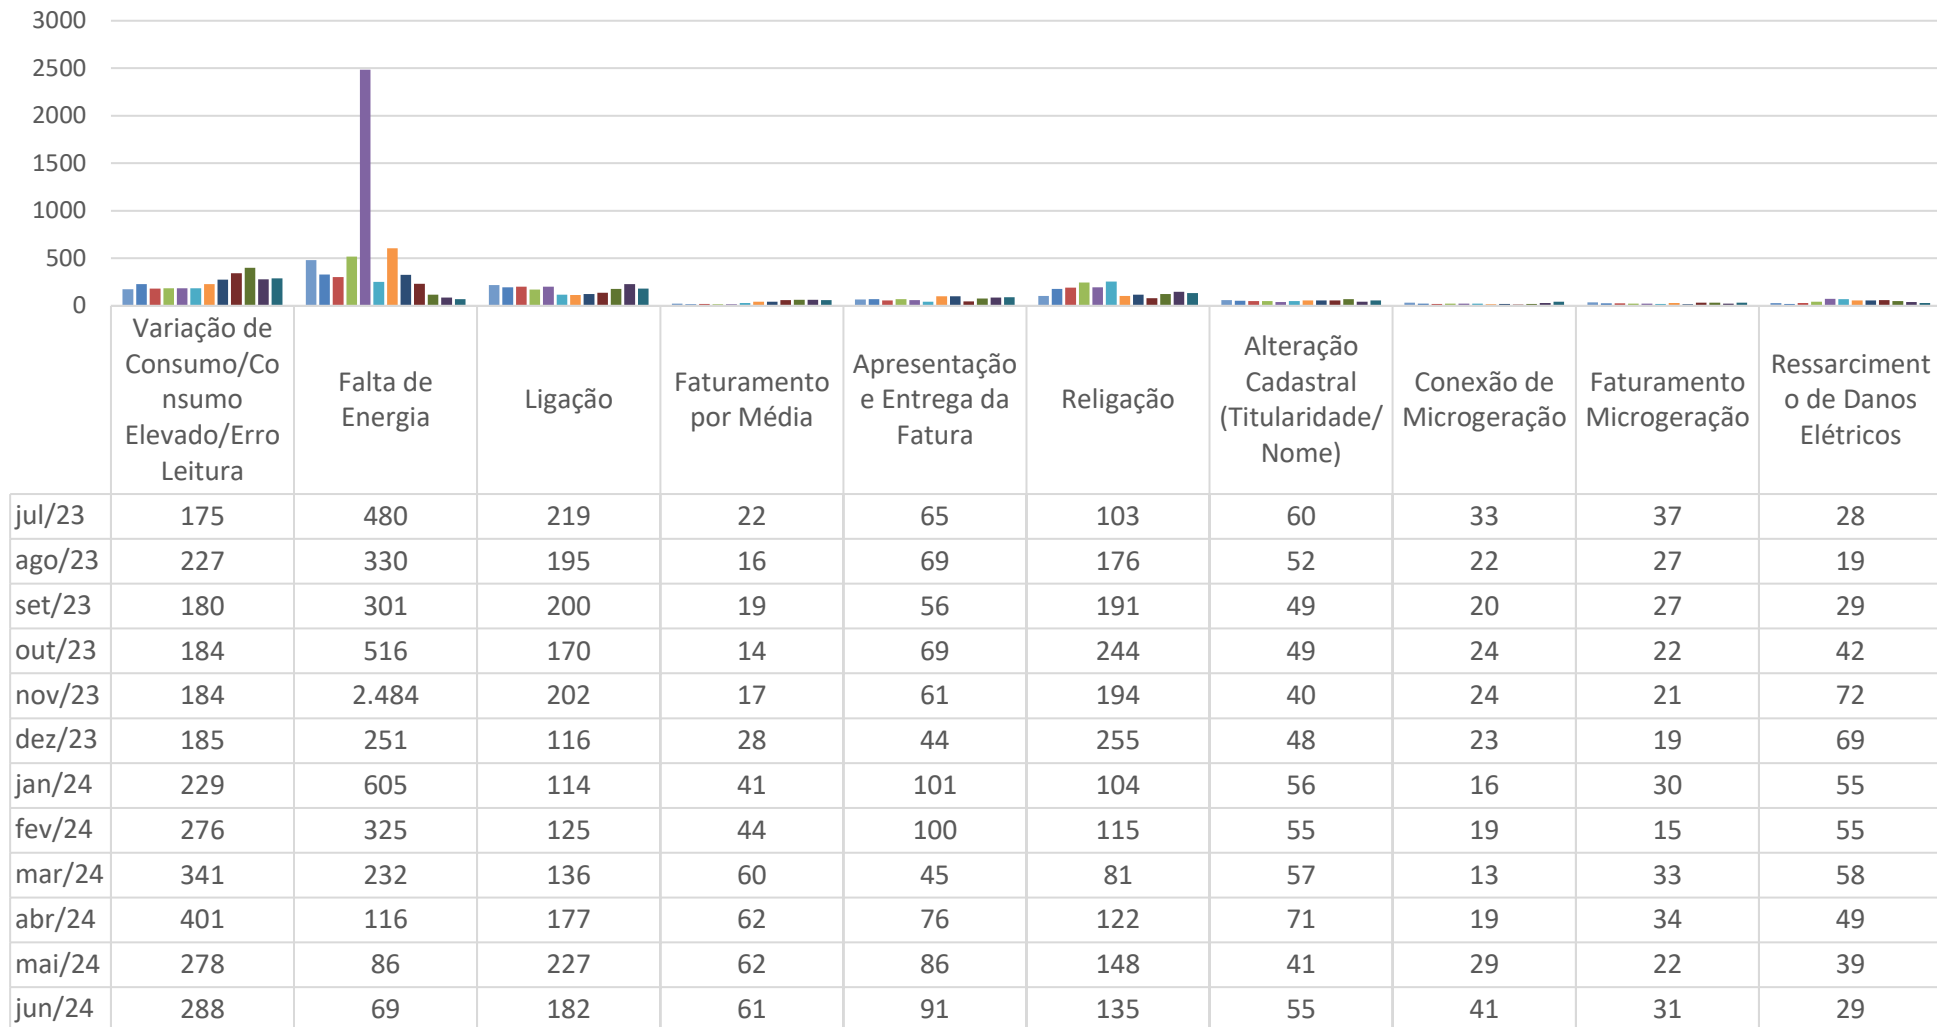 3000
2500
2000
1500
1000
500
0
Variação de
Consumo/Co
nsumo
Elevado/Erro
Leitura
Falta de
Energia
Ligação
Faturamento
por Média
Apresentação
e Entrega da
Fatura
Religação
Alteração
Cadastral
(Titularidade/
Nome)
Conexão de
Microgeração
Faturamento
Microgeração
Ressarciment
o de Danos
Elétricos
jul/23 175 480 219 22 65 103 60 33 37 28
ago/23 227 330 195 16 69 176 52 22 27 19
set/23 180 301 200 19 56 191 49 20 27 29
out/23 184 516 170 14 69 244 49 24 22 42
nov/23 184 2.484 202 17 61 194 40 24 21 72
dez/23 185 251 116 28 44 255 48 23 19 69
jan/24 229 605 114 41 101 104 56 16 30 55
fev/24 276 325 125 44 100 115 55 19 15 55
mar/24 341 232 136 60 45 81 57 13 33 58
abr/24 401 116 177 62 76 122 71 19 34 49
mai/24 278 86 227 62 86 148 41 29 22 39
jun/24 288 69 182 61 91 135 55 41 31 29